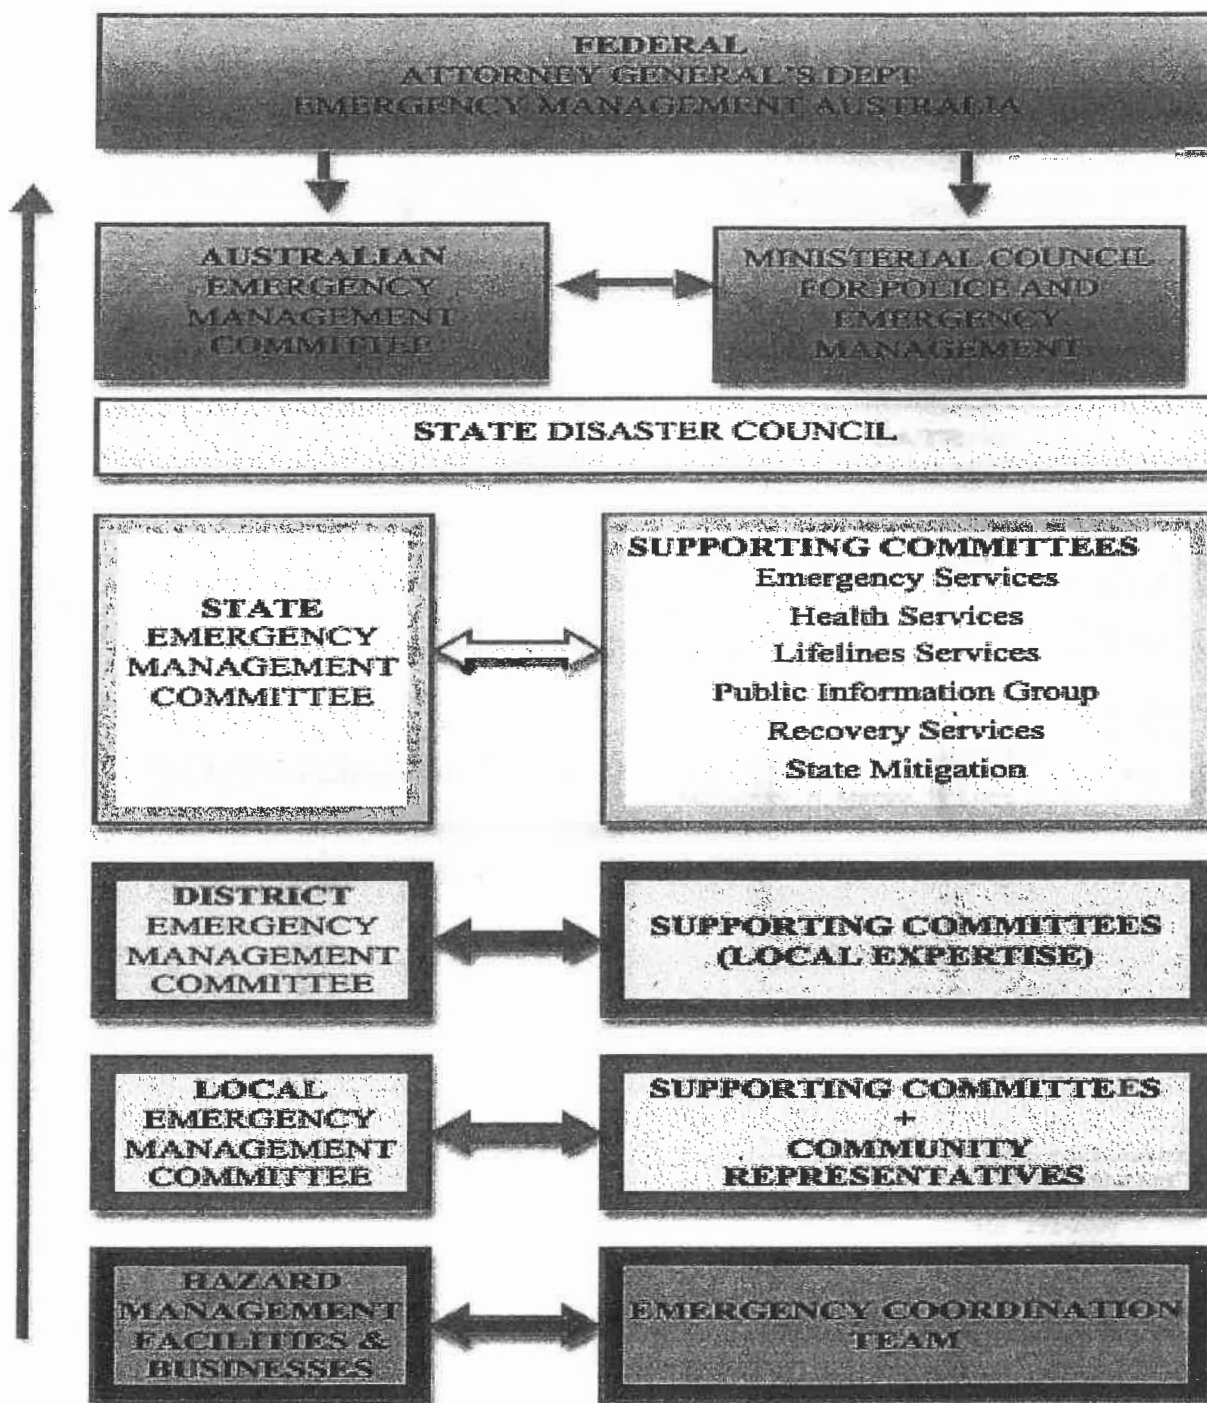 FEDERAL
ATTORNEY GENERAL'S DEPT
EMERGENCY MANAGEMENT AUSTRALIA
AUSTRALIAN
EMERGENCY
MANAGEMENT
COMMITTEE
MINISTERIAL COUNCIL
FOR POLICE AND
EMERGENCY
MANAGEMENT
STATE DISASTER COUNCIL
STATE
EMERGENCY
MANAGEMENT
COMMITTEE
SUPPORTING COMMITTEES
Emergency Services
Health Services
Lifelines Services
Public Information Group
Recovery Services
State Mitigation
DISTRICT
EMERGENCY
MANAGEMENT
COMMITTEE
SUPPORTING COMMITTEES
(LOCAL EXPERTISE)
LOCAL
EMERGENCY
MANAGEMENT
COMMITTEE
SUPPORTING COMMITTEES
+
COMMUNITY
REPRESENTATIVES
HAZARD
MANAGEMENT
FACILITIES &
BUSINESSES
EMERGENCY COORDINATION
TEAM